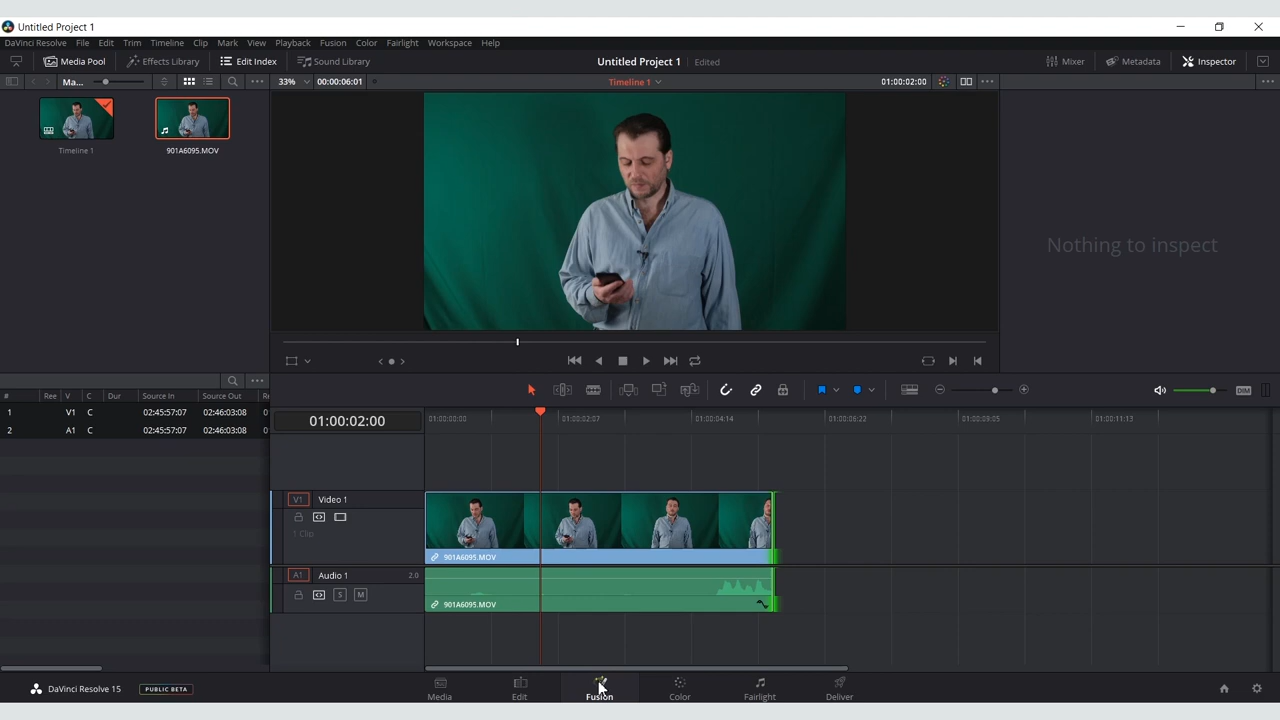 Untitled Project 1
DaVinci Resolve File Edit Trim Timeline Clip Mark View Playback Fusion Color Fairlight Workspace Help
Media Pool Effects Library Edit Index Sound Library Untitled Project 1 Edited Mixer Metadata Inspector
Ma... 33% 00:00:06:01 Timeline 1 01:00:02:00
Timeline 1 901A6095.MOV
Nothing to inspect
# Ree V C Dur Source In Source Out Re
1 V1 C 02:45:57:07 02:46:03:08 0
2 A1 C 02:45:57:07 02:46:03:08 0
DIM
01:00:02:00 01:00:00:00 01:00:02:07 01:00:04:14 01:00:06:22 01:00:09:05 01:00:11:13
V1 Video 1
1 Clip
901A6095.MOV
A1 Audio 1 2.0
S M
901A6095.MOV
DaVinci Resolve 15 PUBLIC BETA Media Edit Fusion Color Fairlight Deliver